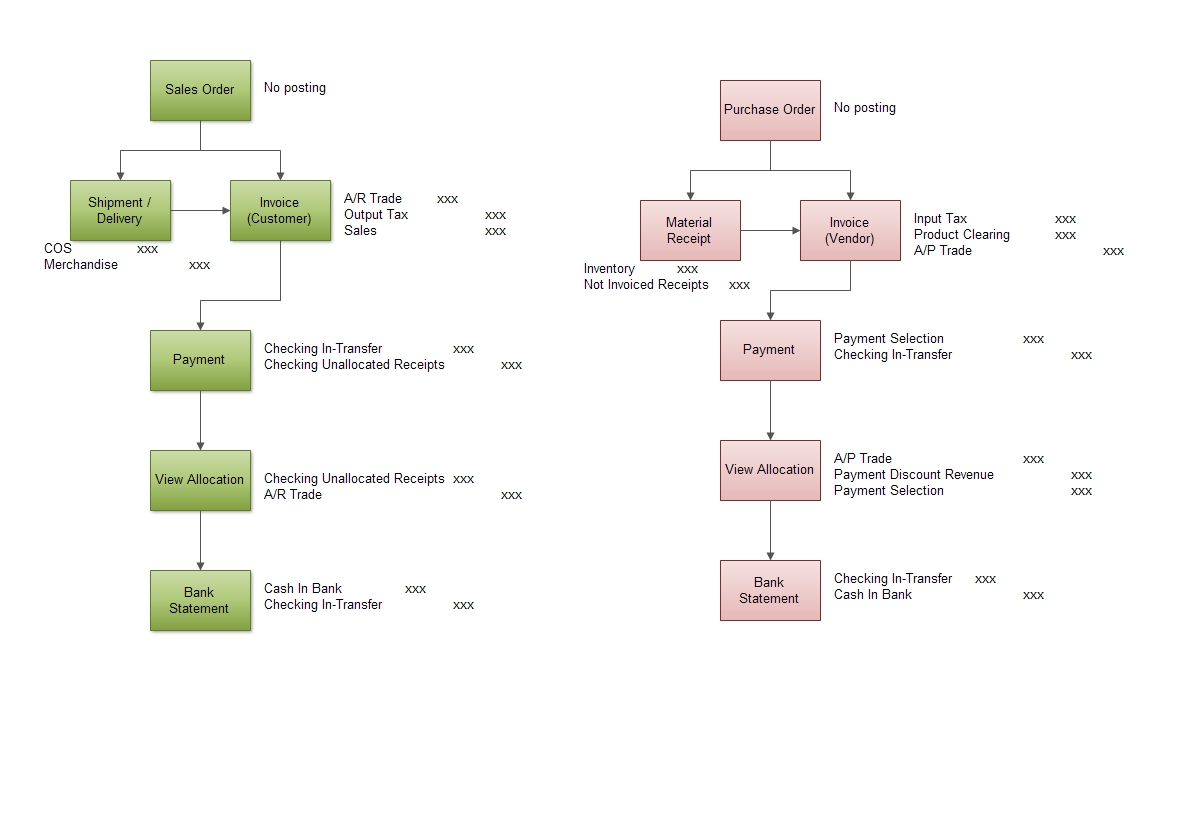 Sales Order
No posting
Shipment /
Delivery
COS xxx
Merchandise xxx
Invoice
(Customer)
A/R Trade xxx
Output Tax xxx
Sales xxx
Payment
Checking In-Transfer xxx
Checking Unallocated Receipts xxx
View Allocation
Checking Unallocated Receipts xxx
A/R Trade xxx
Bank
Statement
Cash In Bank xxx
Checking In-Transfer xxx
Purchase Order
No posting
Material
Receipt
Inventory xxx
Not Invoiced Receipts xxx
Invoice
(Vendor)
Input Tax xxx
Product Clearing xxx
A/P Trade xxx
Payment
Payment Selection xxx
Checking In-Transfer xxx
View Allocation
A/P Trade xxx
Payment Discount Revenue xxx
Payment Selection xxx
Bank
Statement
Checking In-Transfer xxx
Cash In Bank xxx